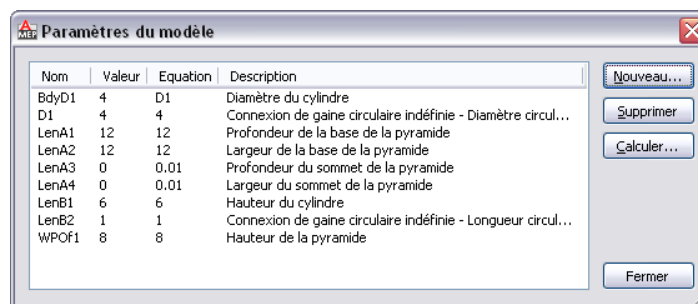 MEP Paramètres du modèle
Nom Valeur Equation Description
BdyD1 4 D1 Diamètre du cylindre
D1 4 4 Connexion de gaine circulaire indéfinie - Diamètre circul...
LenA1 12 12 Profondeur de la base de la pyramide
LenA2 12 12 Largeur de la base de la pyramide
LenA3 0 0.01 Profondeur du sommet de la pyramide
LenA4 0 0.01 Largeur du sommet de la pyramide
LenB1 6 6 Hauteur du cylindre
LenB2 1 1 Connexion de gaine circulaire indéfinie - Longueur circul...
WPOf1 8 8 Hauteur de la pyramide
Nouveau...
Supprimer
Calculer...
Fermer